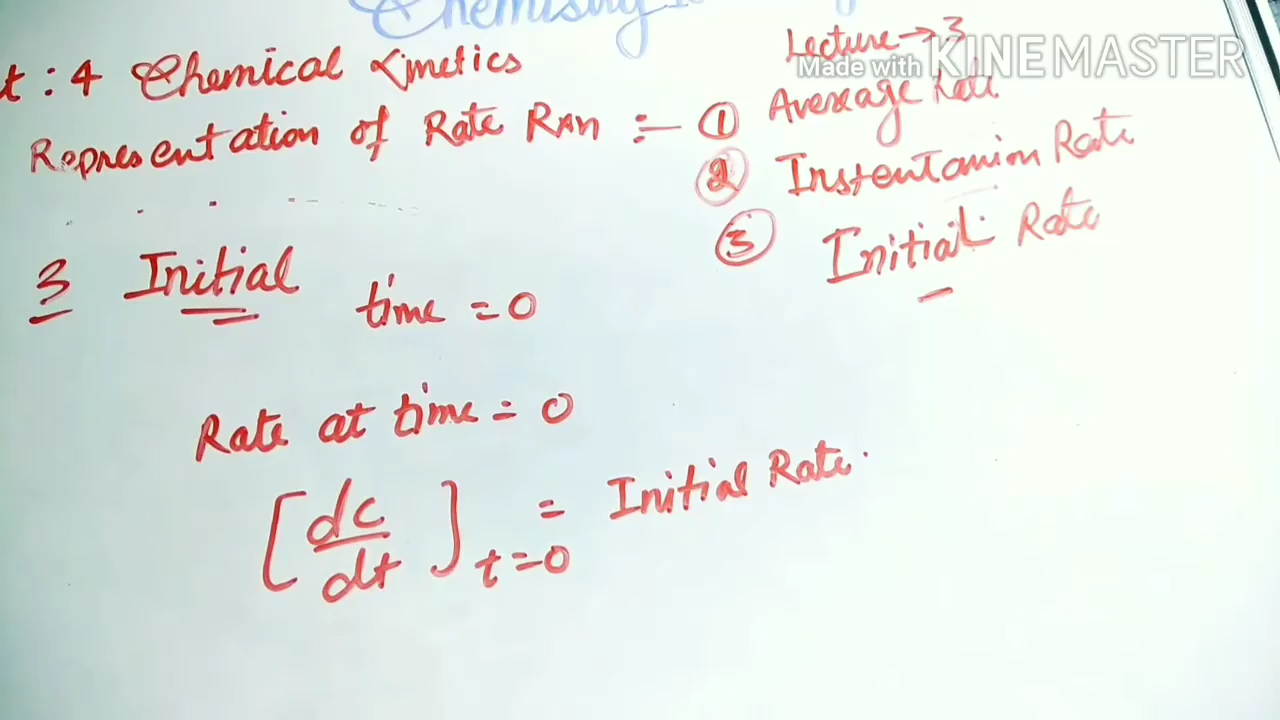 Chemistry
Lecture → 3
Made with KINEMASTER
t : 4 Chemical Kinetics
Representation of Rate Rxn :— ① Average Rate
② Instentanion Rate
③ Initial Rate
3 Initial time = 0
Rate at time = 0
[dc/dt] t=0 = Initial Rate.